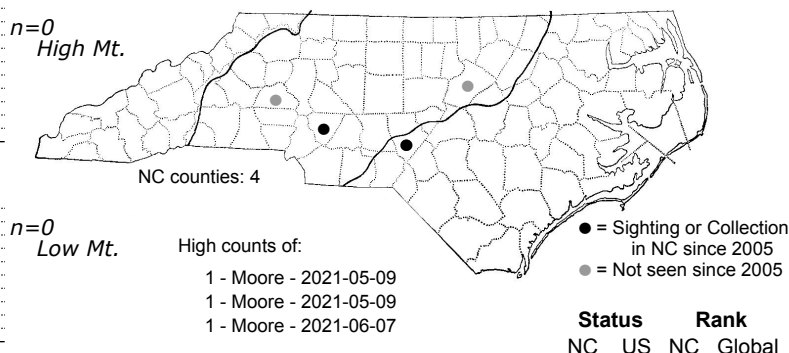 n=0
High Mt.
NC counties: 4
n=0
Low Mt.
High counts of:
1 - Moore - 2021-05-09
1 - Moore - 2021-05-09
1 - Moore - 2021-06-07
● = Sighting or Collection
in NC since 2005
● = Not seen since 2005
Status Rank
NC US NC Global